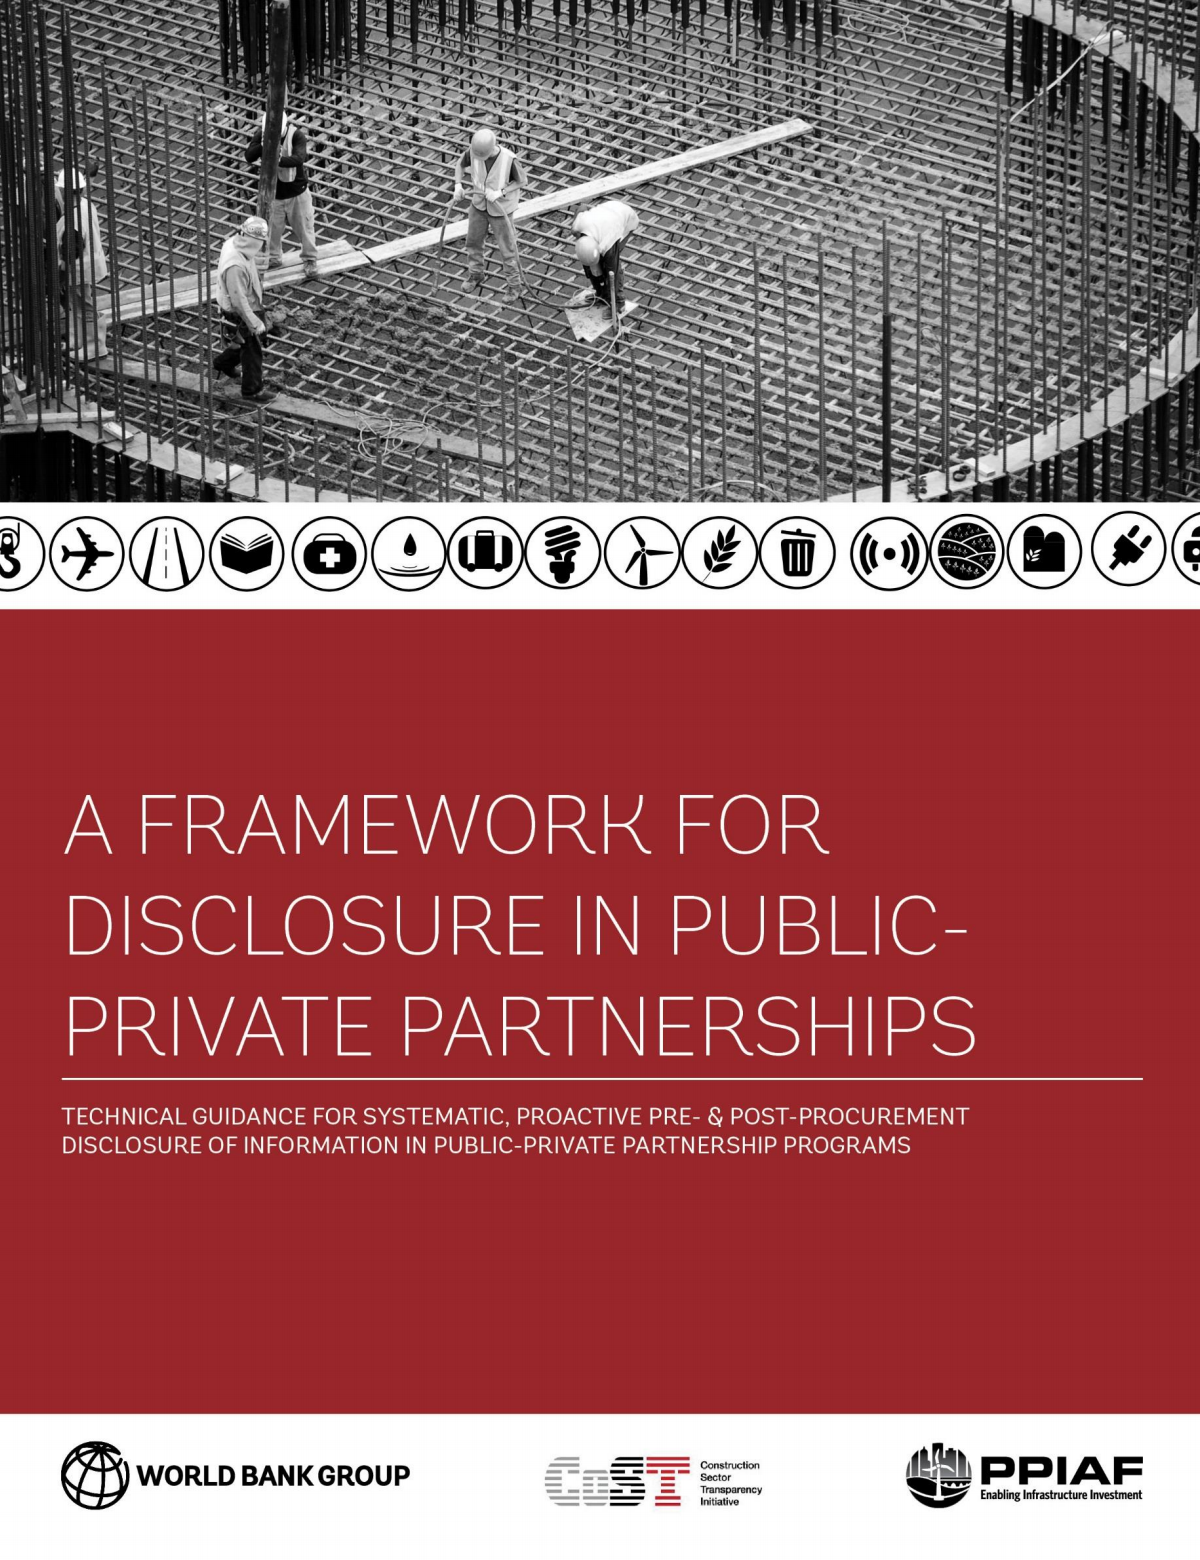 A FRAMEWORK FOR
DISCLOSURE IN PUBLIC-
PRIVATE PARTNERSHIPS
TECHNICAL GUIDANCE FOR SYSTEMATIC, PROACTIVE PRE- & POST-PROCUREMENT
DISCLOSURE OF INFORMATION IN PUBLIC-PRIVATE PARTNERSHIP PROGRAMS
WORLD BANK GROUP
CoST
Construction
Sector
Transparency
Initiative
PPIAF
Enabling Infrastructure Investment